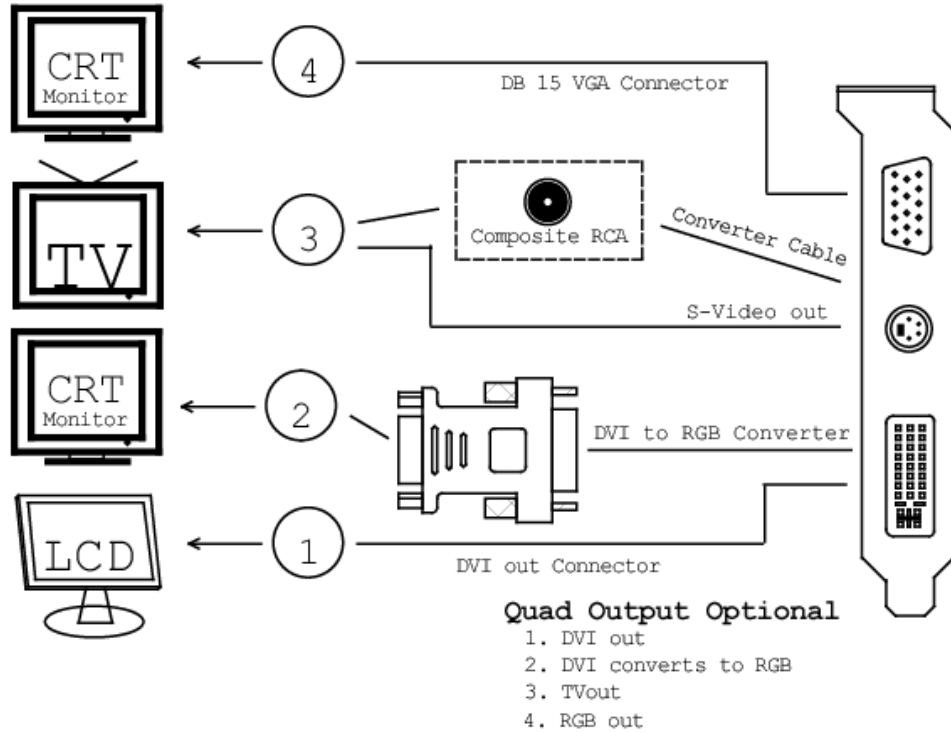 CRT
Monitor
4
DB 15 VGA Connector
TV
3
Composite RCA
Converter Cable
S-Video out
CRT
Monitor
2
DVI to RGB Converter
LCD
1
DVI out Connector
Quad Output Optional
1. DVI out
2. DVI converts to RGB
3. TVout
4. RGB out